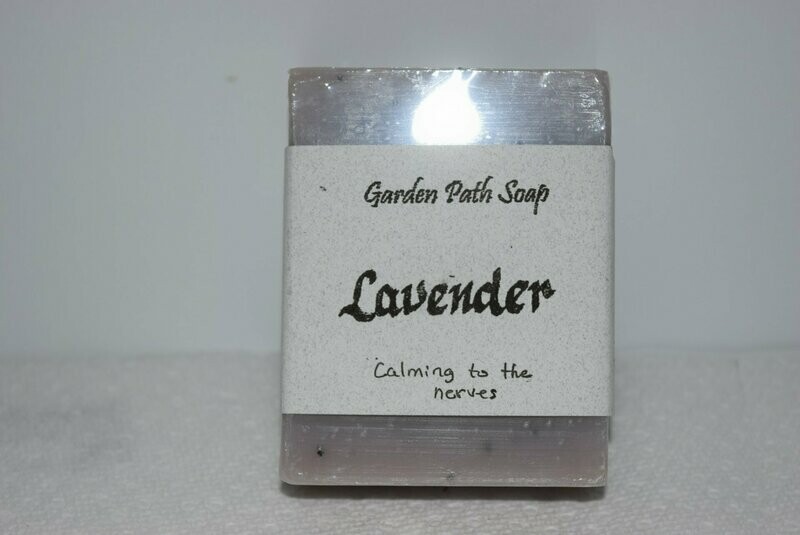 Garden Path Soap
Lavender
Calming to the
nerves